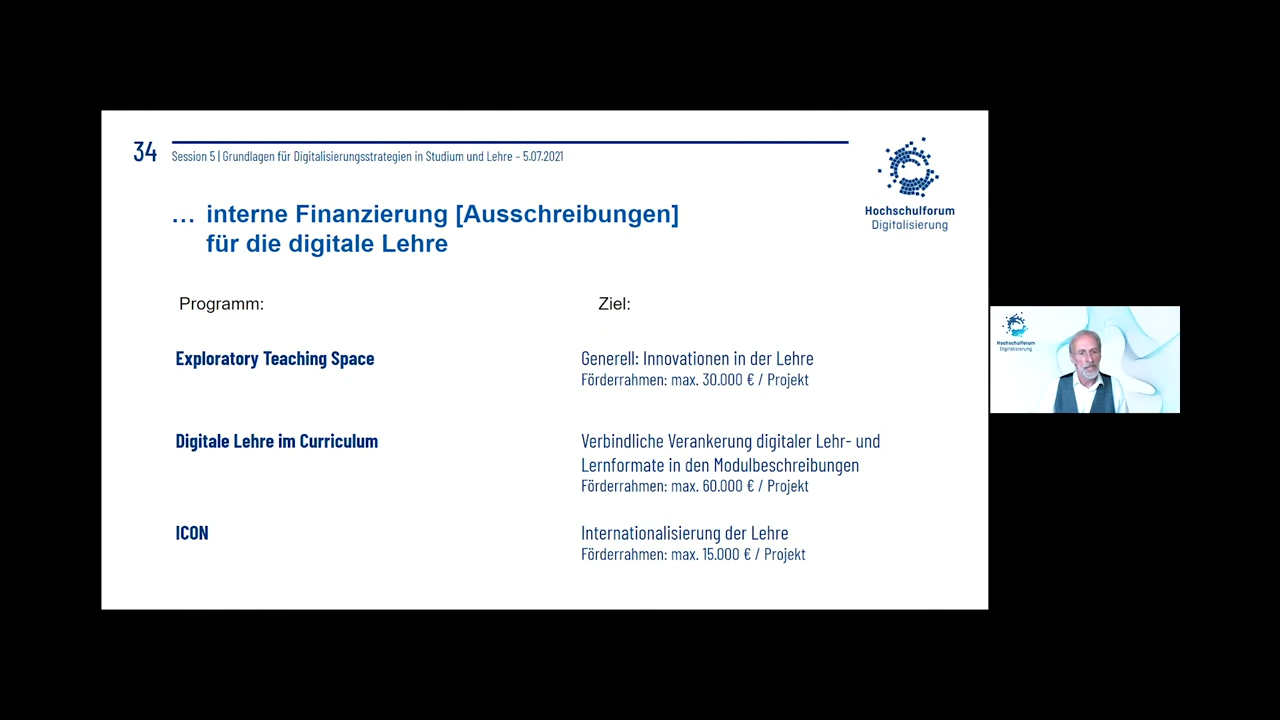 34
Session 5 | Grundlagen für Digitalisierungsstrategien in Studium und Lehre – 5.07.2021
Hochschulforum
Digitalisierung
… interne Finanzierung [Ausschreibungen]
für die digitale Lehre
Programm:
Ziel:
Exploratory Teaching Space
Generell: Innovationen in der Lehre
Förderrahmen: max. 30.000 € / Projekt
Digitale Lehre im Curriculum
Verbindliche Verankerung digitaler Lehr- und
Lernformate in den Modulbeschreibungen
Förderrahmen: max. 60.000 € / Projekt
ICON
Internationalisierung der Lehre
Förderrahmen: max. 15.000 € / Projekt
Hochschulforum
Digitalisierung